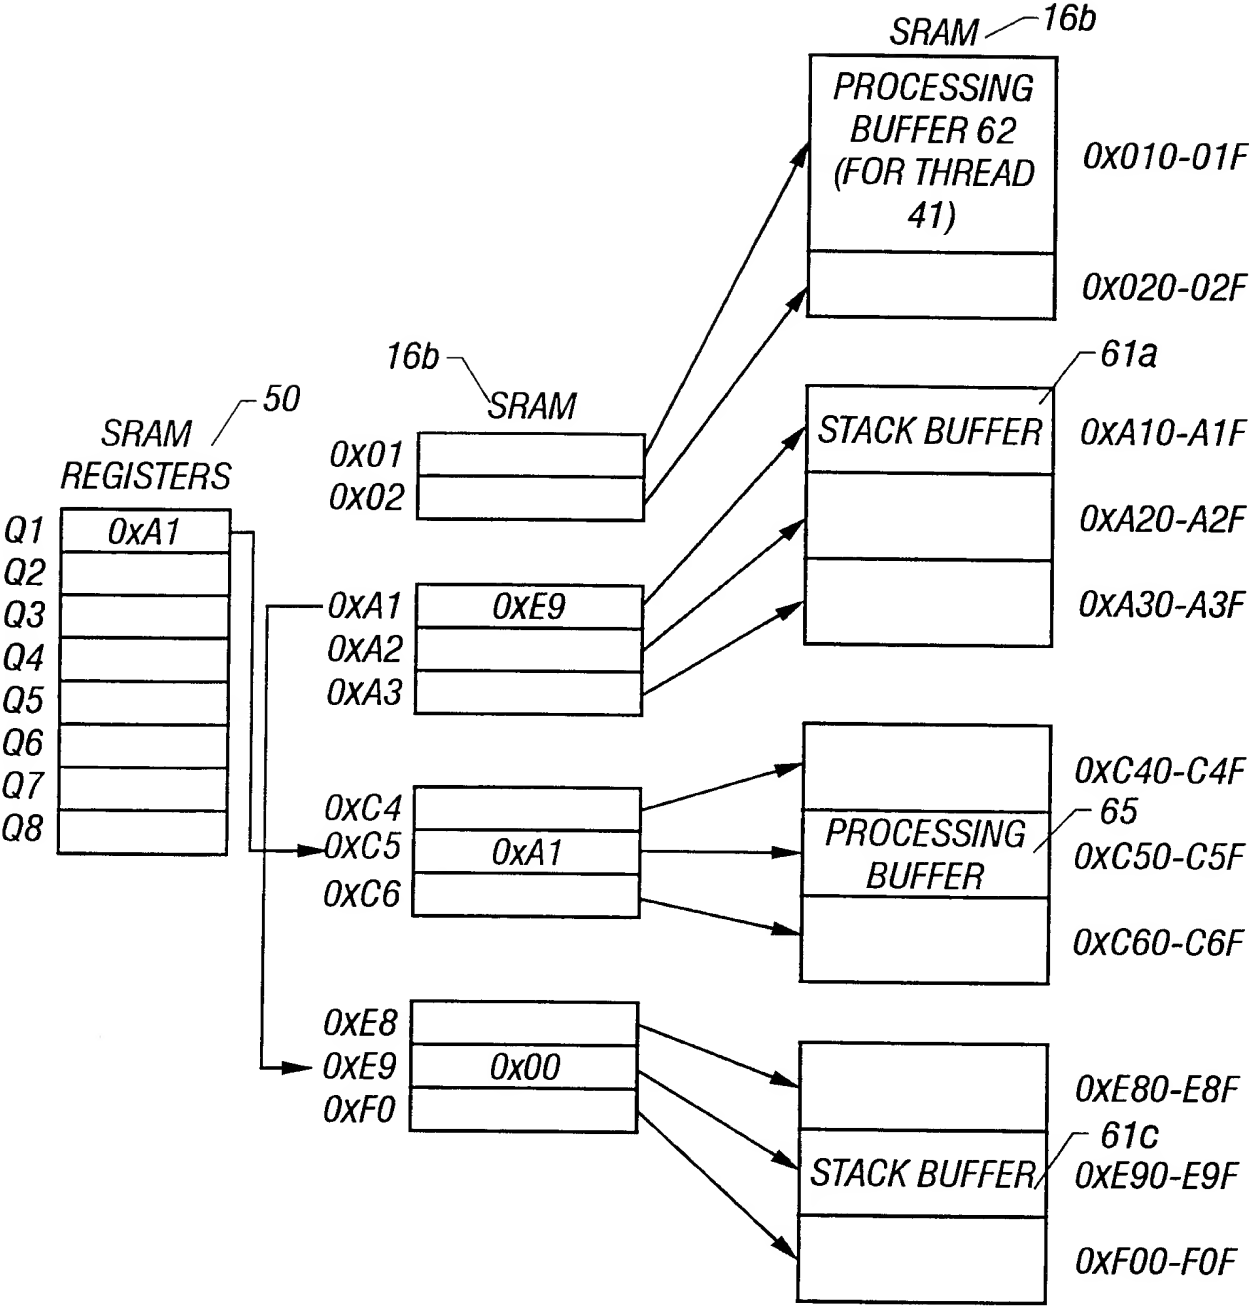 SRAM
16b
PROCESSING
BUFFER 62
(FOR THREAD
41)
0x010-01F
0x020-02F
16b
SRAM
0x01
0x02
61a
STACK BUFFER
0xA10-A1F
0xA20-A2F
0xA30-A3F
50
SRAM
REGISTERS
Q1
0xA1
Q2
Q3
Q4
Q5
Q6
Q7
Q8
0xA1
0xE9
0xA2
0xA3
0xC4
0xC5
0xA1
0xC6
0xC40-C4F
65
PROCESSING
BUFFER
0xC50-C5F
0xC60-C6F
0xE8
0xE9
0x00
0xF0
0xE80-E8F
61c
STACK BUFFER
0xE90-E9F
0xF00-F0F